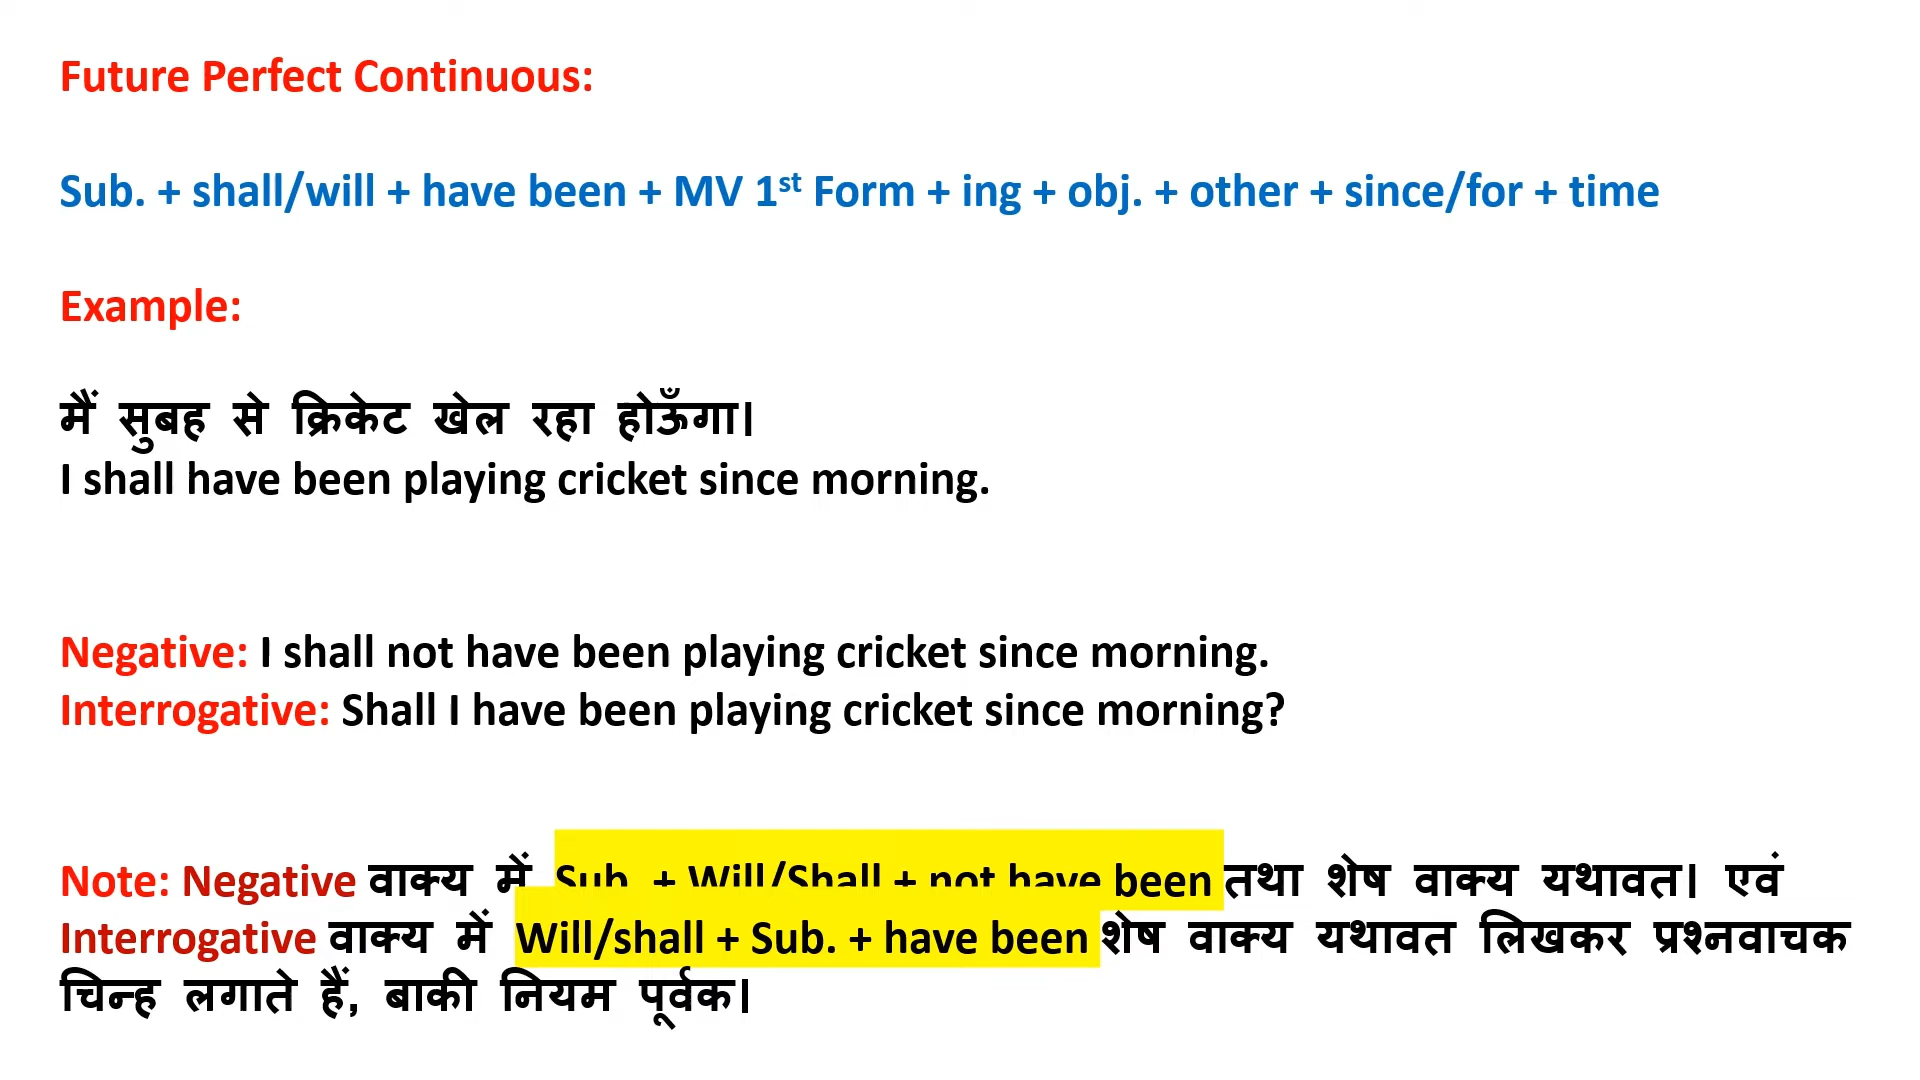 Future Perfect Continuous:
Sub. + shall/will + have been + MV 1st Form + ing + obj. + other + since/for + time
Example:
मैं सुबह से क्रिकेट खेल रहा होऊँगा।
I shall have been playing cricket since morning.
Negative: I shall not have been playing cricket since morning.
Interrogative: Shall I have been playing cricket since morning?
Note: Negative वाक्य में Sub. + Will/Shall + not have been तथा शेष वाक्य यथावत। एवं
Interrogative वाक्य में Will/shall + Sub. + have been शेष वाक्य यथावत लिखकर प्रश्नवाचक
चिन्ह लगाते हैं, बाकी नियम पूर्वक।